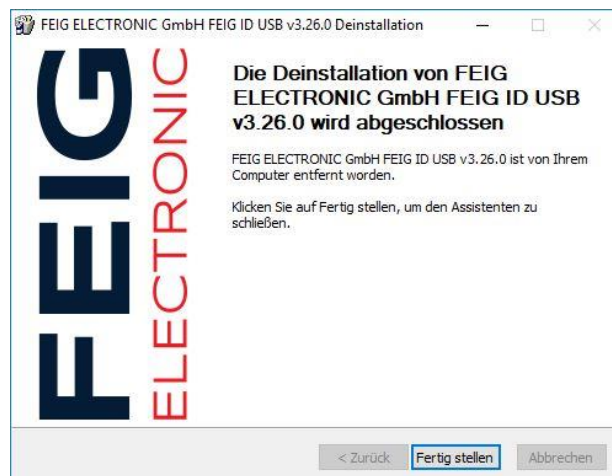 FEIG ELECTRONIC GmbH FEIG ID USB v3.26.0 Deinstallation
FEIG
ELECTRONIC
Die Deinstallation von FEIG
ELECTRONIC GmbH FEIG ID USB
v3.26.0 wird abgeschlossen
FEIG ELECTRONIC GmbH FEIG ID USB v3.26.0 ist von Ihrem
Computer entfernt worden.
Klicken Sie auf Fertig stellen, um den Assistenten zu
schließen.
< Zurück Fertig stellen Abbrechen